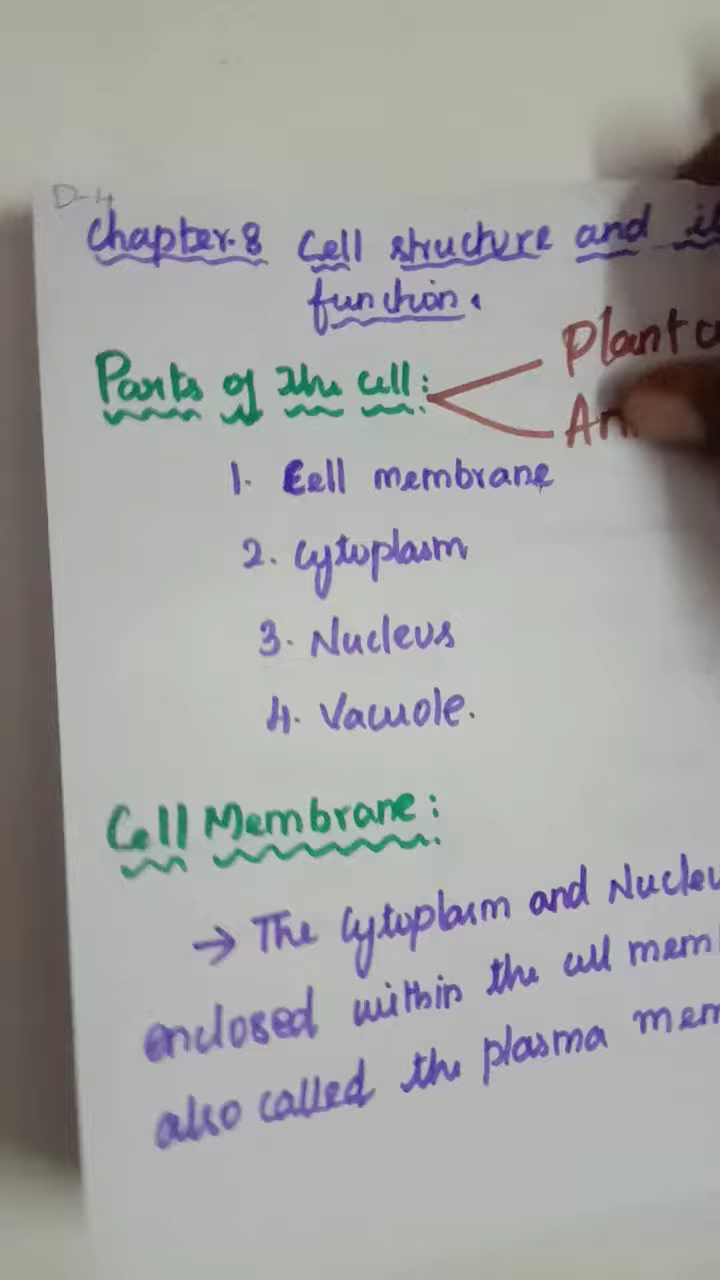 D-4
Chapter.8 Cell structure and
function.
Parts of the cell:
Plant
1. Cell membrane
2. Cytoplasm
3. Nucleus
4. Vacuole.
Cell Membrane:
→ The Cytoplasm and
enclosed within the cell
also called the plasma